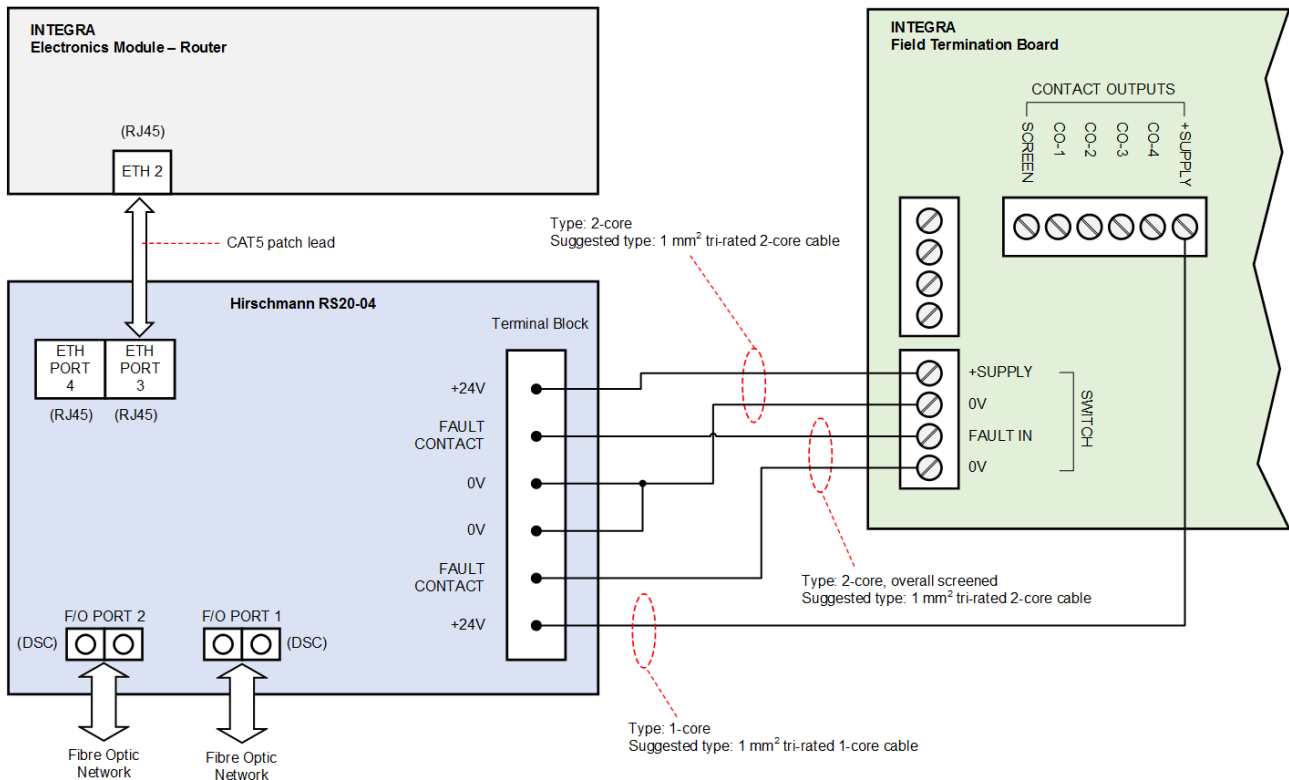 INTEGRA
Electronics Module – Router
(RJ45)
ETH 2
CAT5 patch lead
INTEGRA
Field Termination Board
CONTACT OUTPUTS
SCREEN
CO-1
CO-2
CO-3
CO-4
+SUPPLY
Type: 2-core
Suggested type: 1 mm² tri-rated 2-core cable
Hirschmann RS20-04
Terminal Block
ETH
PORT
4
ETH
PORT
3
(RJ45)
(RJ45)
+24V
FAULT
CONTACT
0V
0V
FAULT
CONTACT
+24V
+SUPPLY
0V
FAULT IN
0V
SWITCH
Type: 2-core, overall screened
Suggested type: 1 mm² tri-rated 2-core cable
F/O PORT 2
F/O PORT 1
(DSC)
(DSC)
Type: 1-core
Suggested type: 1 mm² tri-rated 1-core cable
Fibre Optic
Network
Fibre Optic
Network